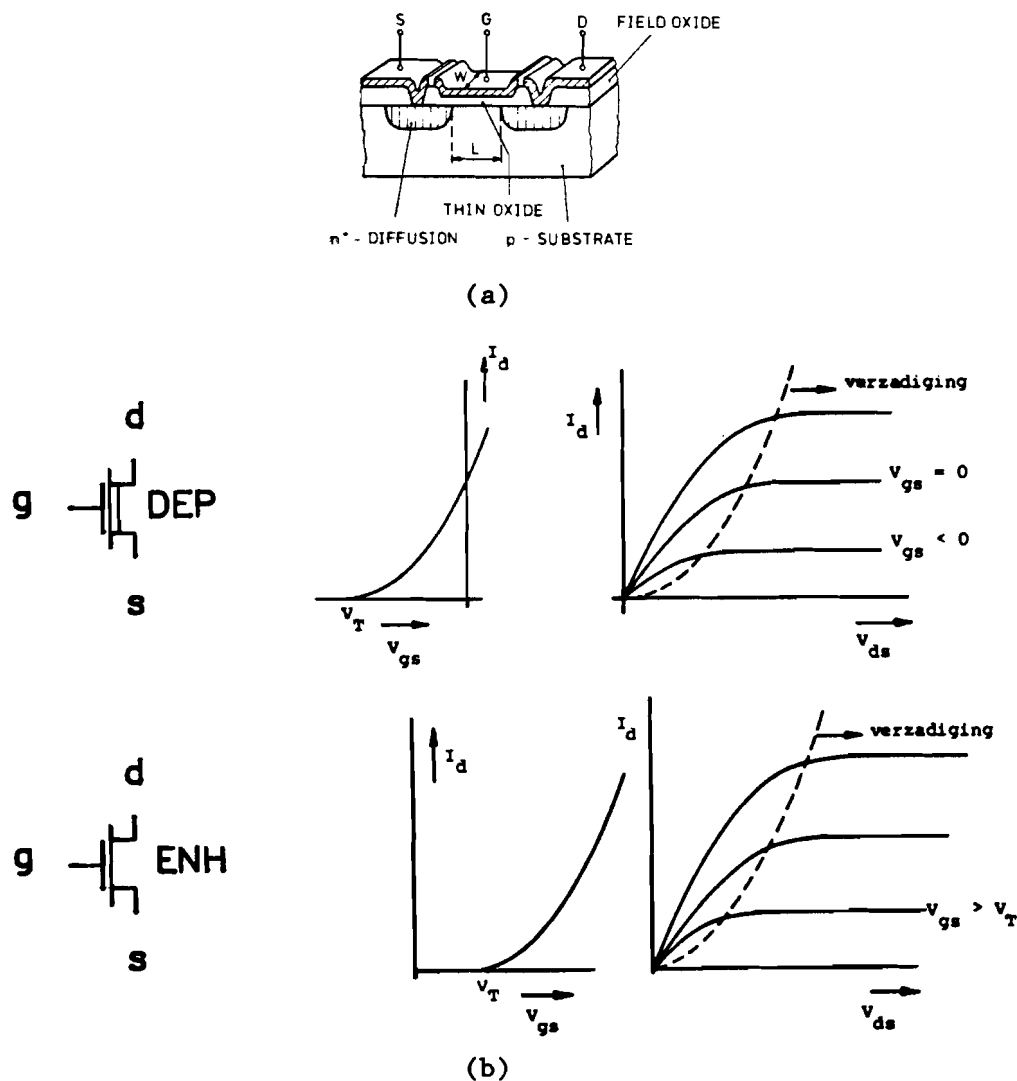 S G D FIELD OXIDE
W
L
THIN OXIDE
n+ - DIFFUSION p - SUBSTRATE
(a)
d
g DEP
s
I_d
V_T
V_gs
I_d
verzadiging
V_gs = 0
V_gs < 0
V_ds
d
g ENH
s
I_d
V_T
V_gs
I_d
verzadiging
V_gs > V_T
V_ds
(b)